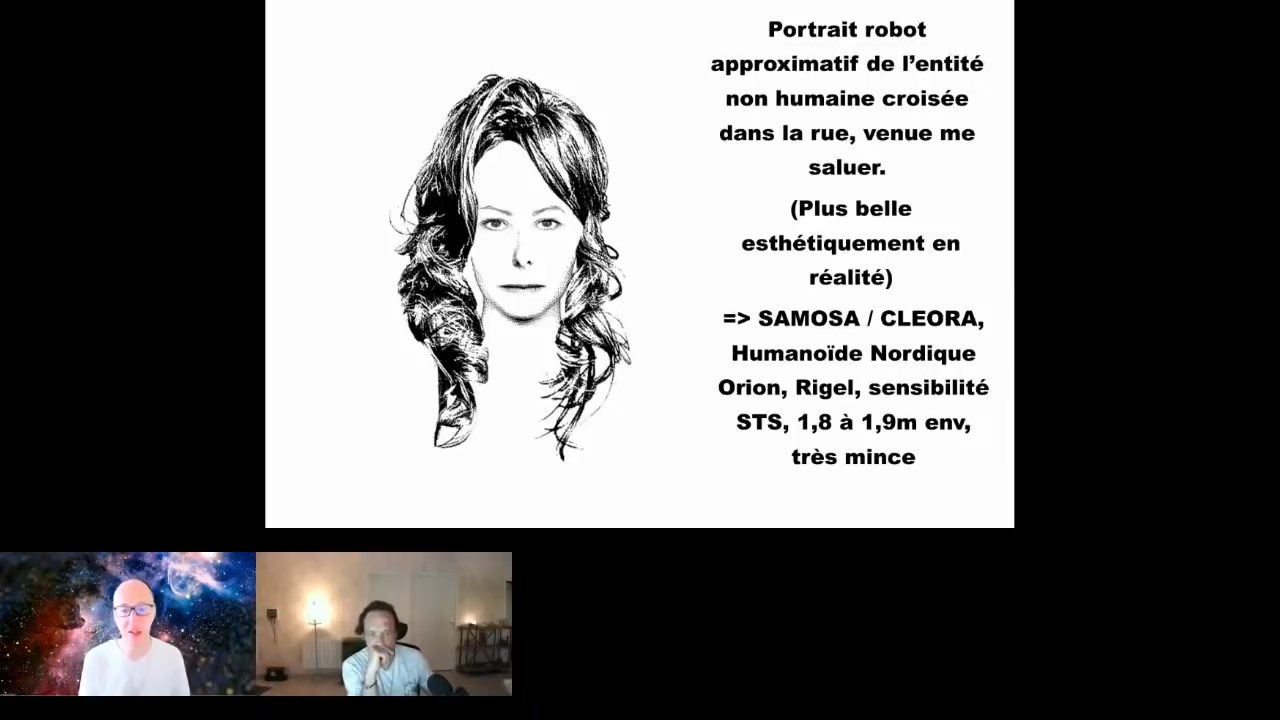 Portrait robot
approximatif de l’entité
non humaine croisée
dans la rue, venue me
saluer.
(Plus belle
esthétiquement en
réalité)
=> SAMOSA / CLEORA,
Humanoïde Nordique
Orion, Rigel, sensibilité
STS, 1,8 à 1,9m env,
très mince